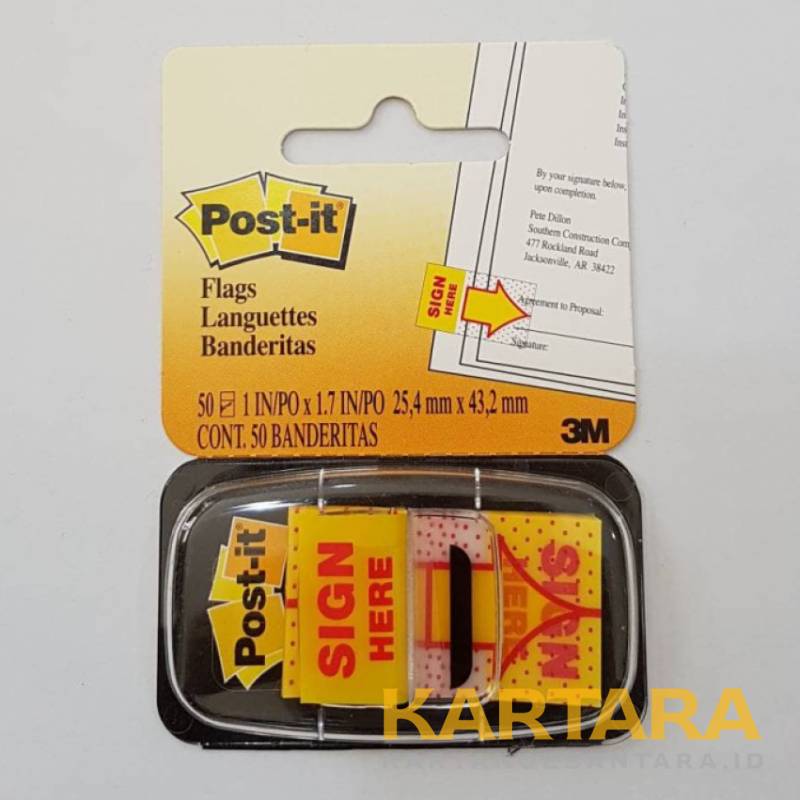 By your signature below,
upon completion.
Pete Dillon
Southern Construction Com
477 Rockland Road
Jacksonville, AR 38422
Agreement to Proposal:
Signature:
SIGN
HERE
Post-it®
Flags
Languettes
Banderitas
50 1 IN/PO x 1.7 IN/PO 25,4 mm x 43,2 mm
CONT. 50 BANDERITAS
3M
Post-it
SIGN
HERE
SIGN
HERE
KARTARA